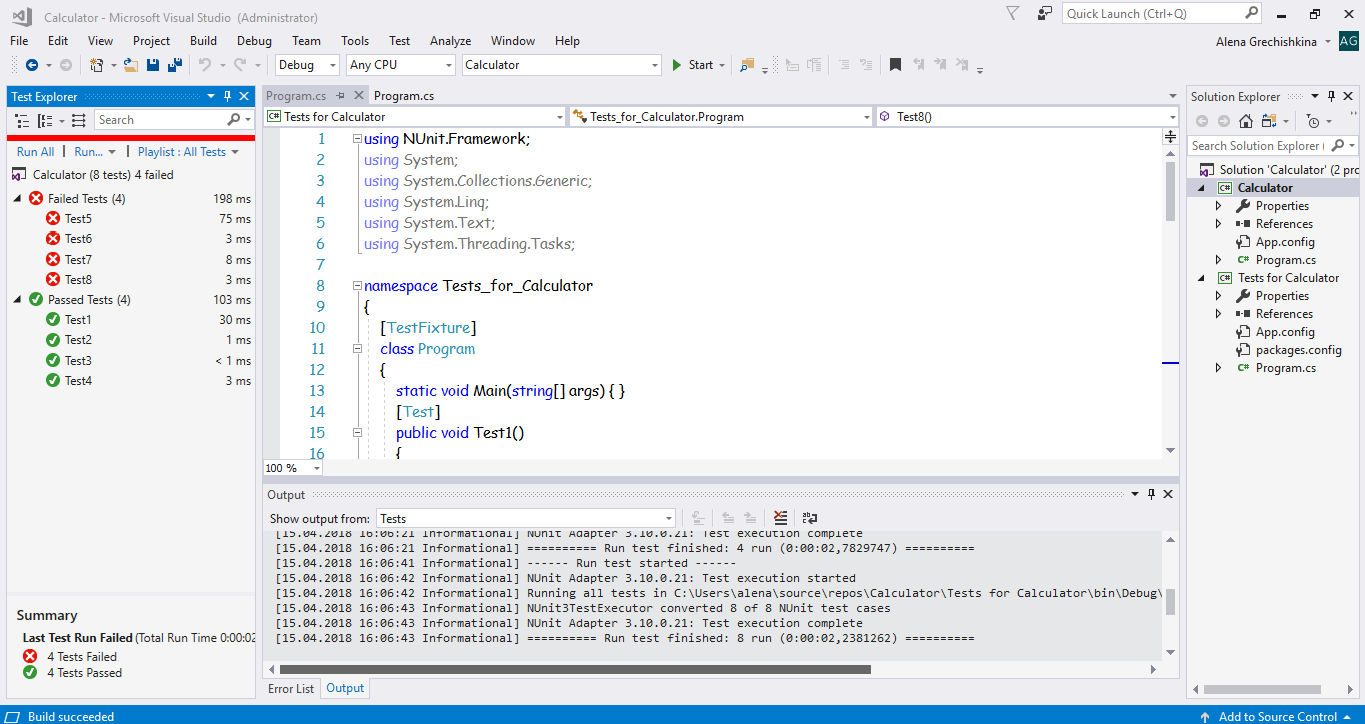 Calculator - Microsoft Visual Studio (Administrator)
Quick Launch (Ctrl+Q)
File Edit View Project Build Debug Team Tools Test Analyze Window Help
Alena Grechishkina AG
Debug Any CPU Calculator Start
Test Explorer
Search
Run All | Run... | Playlist : All Tests
Calculator (8 tests) 4 failed
Failed Tests (4) 198 ms
Test5 75 ms
Test6 3 ms
Test7 8 ms
Test8 3 ms
Passed Tests (4) 103 ms
Test1 30 ms
Test2 1 ms
Test3 < 1 ms
Test4 3 ms
Summary
Last Test Run Failed (Total Run Time 0:00:02
4 Tests Failed
4 Tests Passed
Program.cs Program.cs
Tests for Calculator Tests_for_Calculator.Program Test8()
1 using NUnit.Framework;
2 using System;
3 using System.Collections.Generic;
4 using System.Linq;
5 using System.Text;
6 using System.Threading.Tasks;
7
8 namespace Tests_for_Calculator
9 {
10 [TestFixture]
11 class Program
12 {
13 static void Main(string[] args) { }
14 [Test]
15 public void Test1()
16 {
100 %
Output
Show output from: Tests
[15.04.2018 16:06:21 Informational] NUnit Adapter 3.10.0.21: Test execution complete
[15.04.2018 16:06:21 Informational] ========== Run test finished: 4 run (0:00:02,7829747) ==========
[15.04.2018 16:06:41 Informational] ------ Run test started ------
[15.04.2018 16:06:42 Informational] NUnit Adapter 3.10.0.21: Test execution started
[15.04.2018 16:06:42 Informational] Running all tests in C:\Users\alena\source\repos\Calculator\Tests for Calculator\bin\Debug\
[15.04.2018 16:06:43 Informational] NUnit3TestExecutor converted 8 of 8 NUnit test cases
[15.04.2018 16:06:43 Informational] NUnit Adapter 3.10.0.21: Test execution complete
[15.04.2018 16:06:43 Informational] ========== Run test finished: 8 run (0:00:02,2381262) ==========
Error List Output
Solution Explorer
Search Solution Explorer (
Solution 'Calculator' (2 pro
C# Calculator
Properties
References
App.config
C# Program.cs
C# Tests for Calculator
Properties
References
App.config
packages.config
C# Program.cs
Build succeeded
Add to Source Control